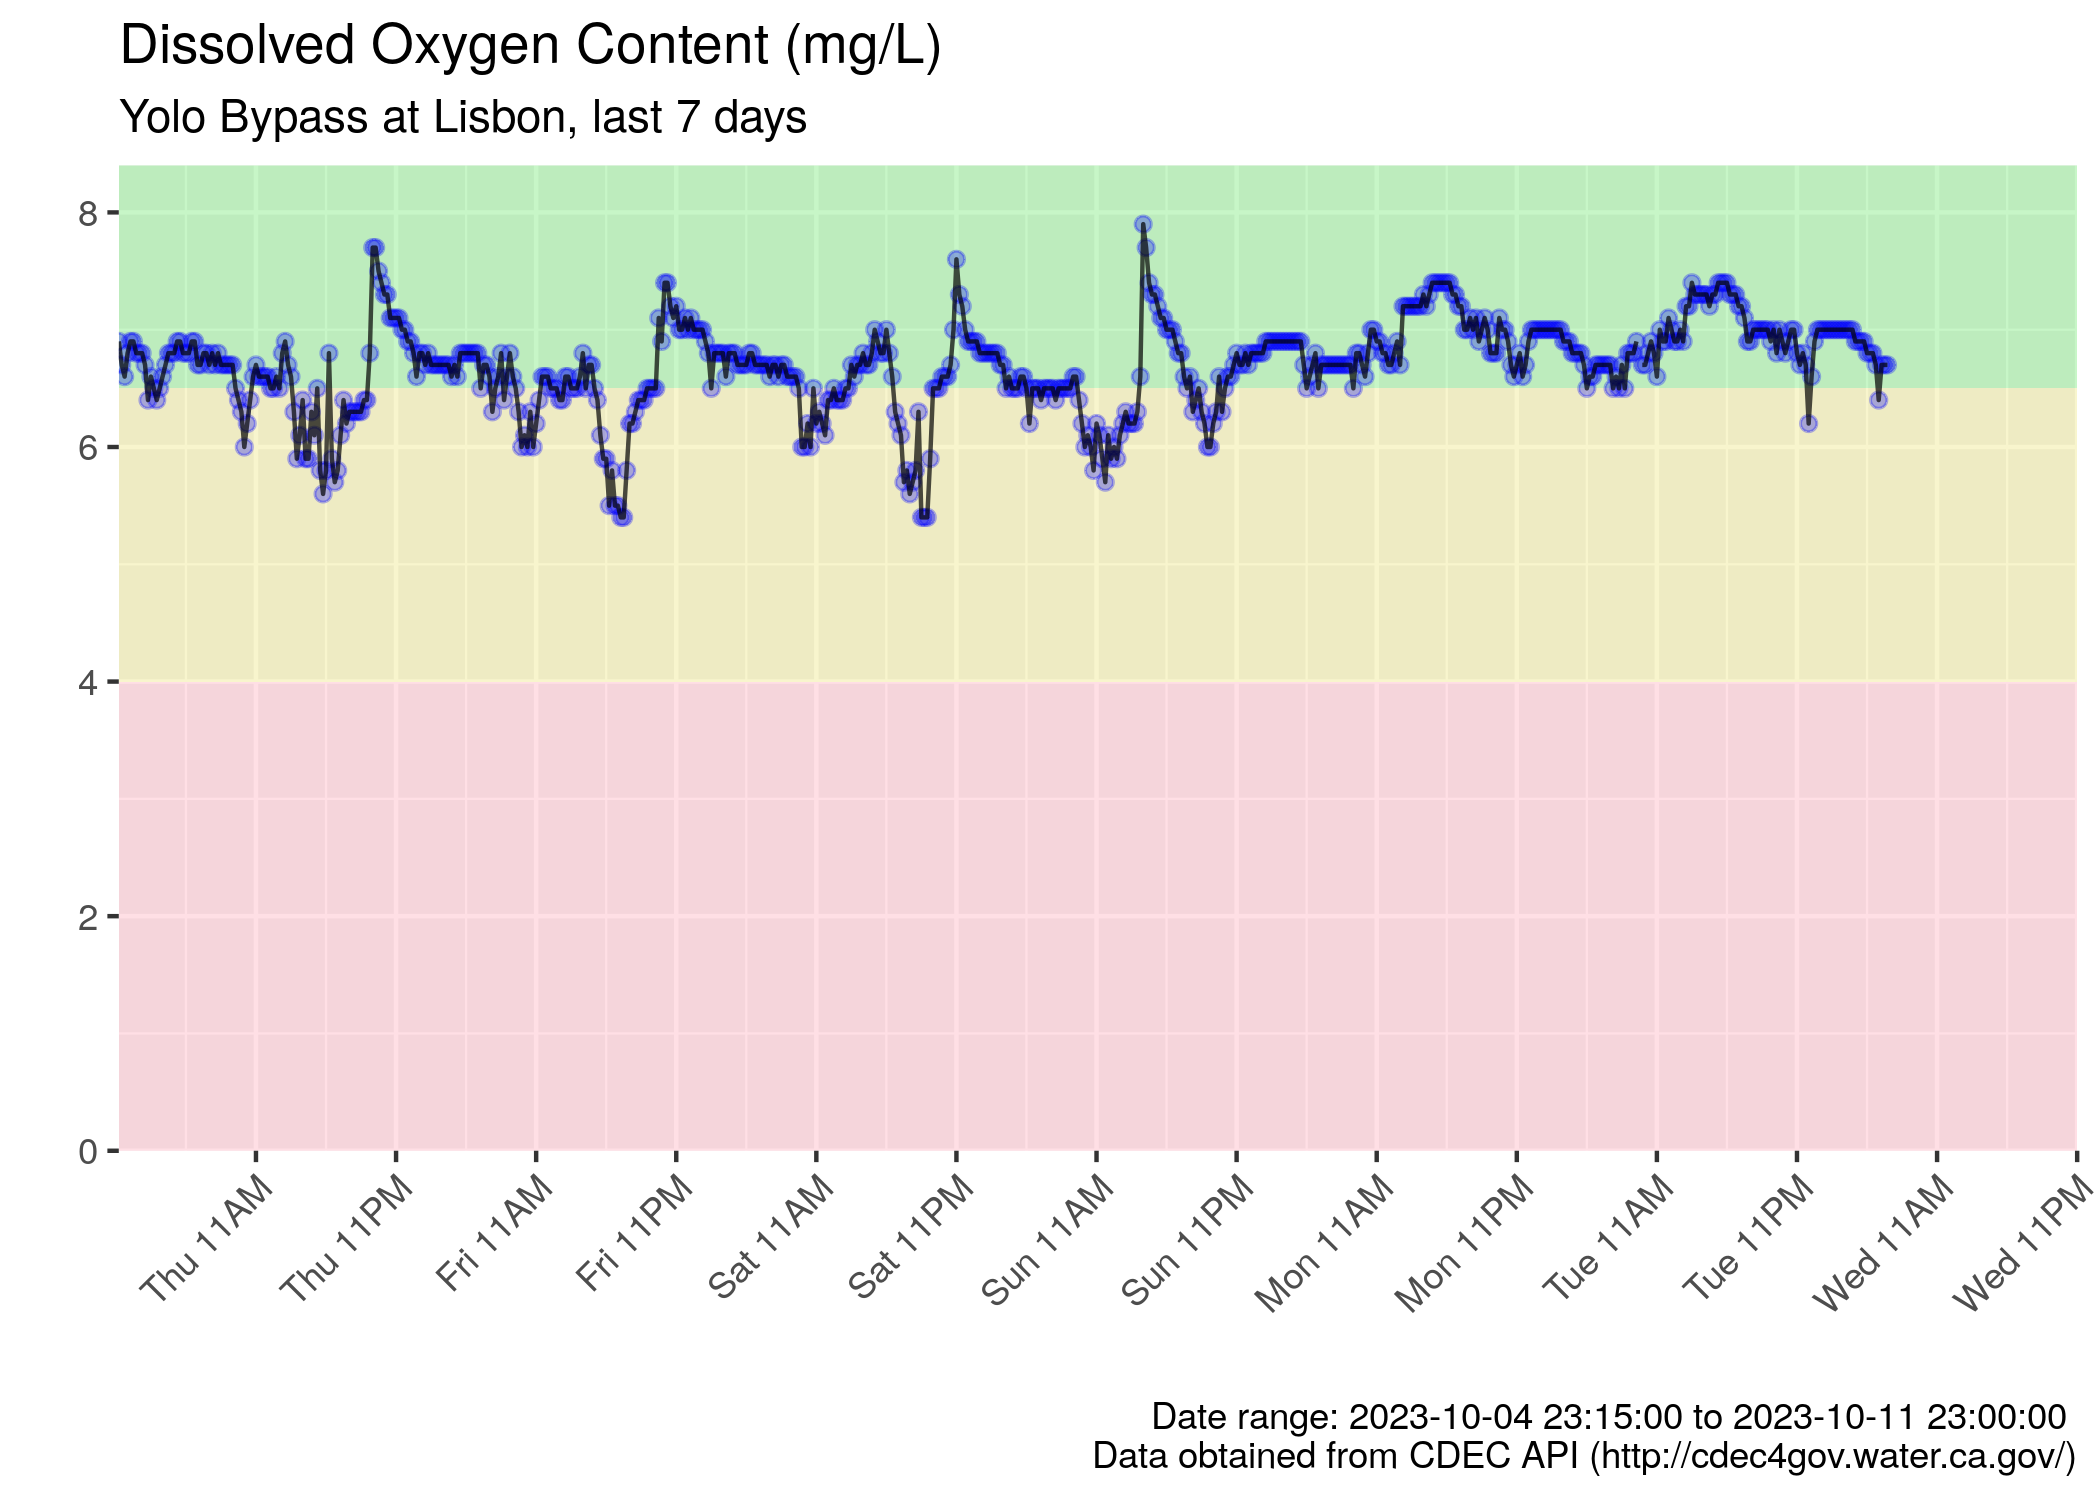 Dissolved Oxygen Content (mg/L)
Yolo Bypass at Lisbon, last 7 days
8
6
4
2
0
Thu 11AM
Thu 11PM
Fri 11AM
Fri 11PM
Sat 11AM
Sat 11PM
Sun 11AM
Sun 11PM
Mon 11AM
Mon 11PM
Tue 11AM
Tue 11PM
Wed 11AM
Wed 11PM
Date range: 2023-10-04 23:15:00 to 2023-10-11 23:00:00
Data obtained from CDEC API (http://cdec4gov.water.ca.gov/)